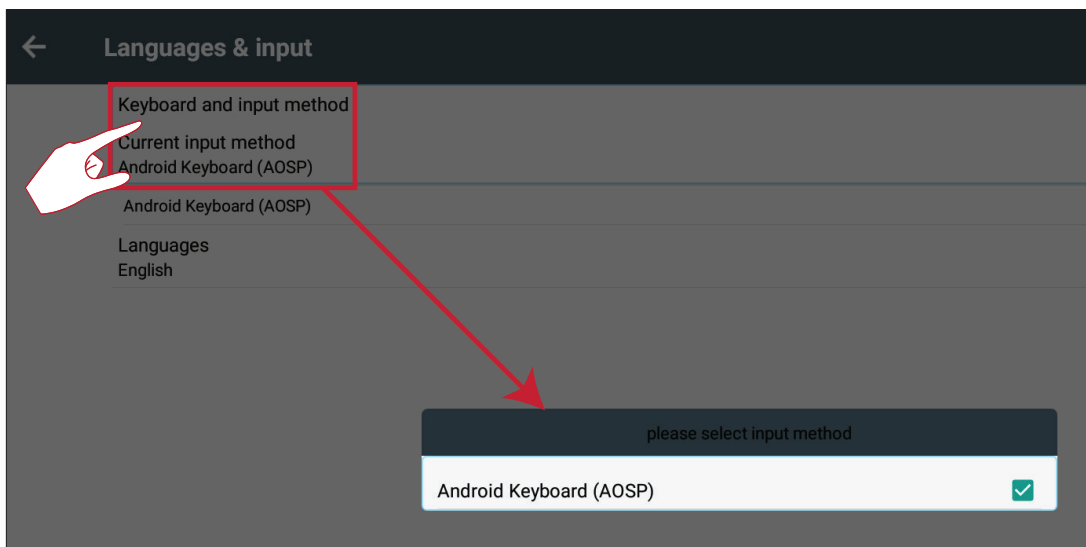 Languages & input
Keyboard and input method
Current input method
Android Keyboard (AOSP)
Android Keyboard (AOSP)
Languages
English
please select input method
Android Keyboard (AOSP)